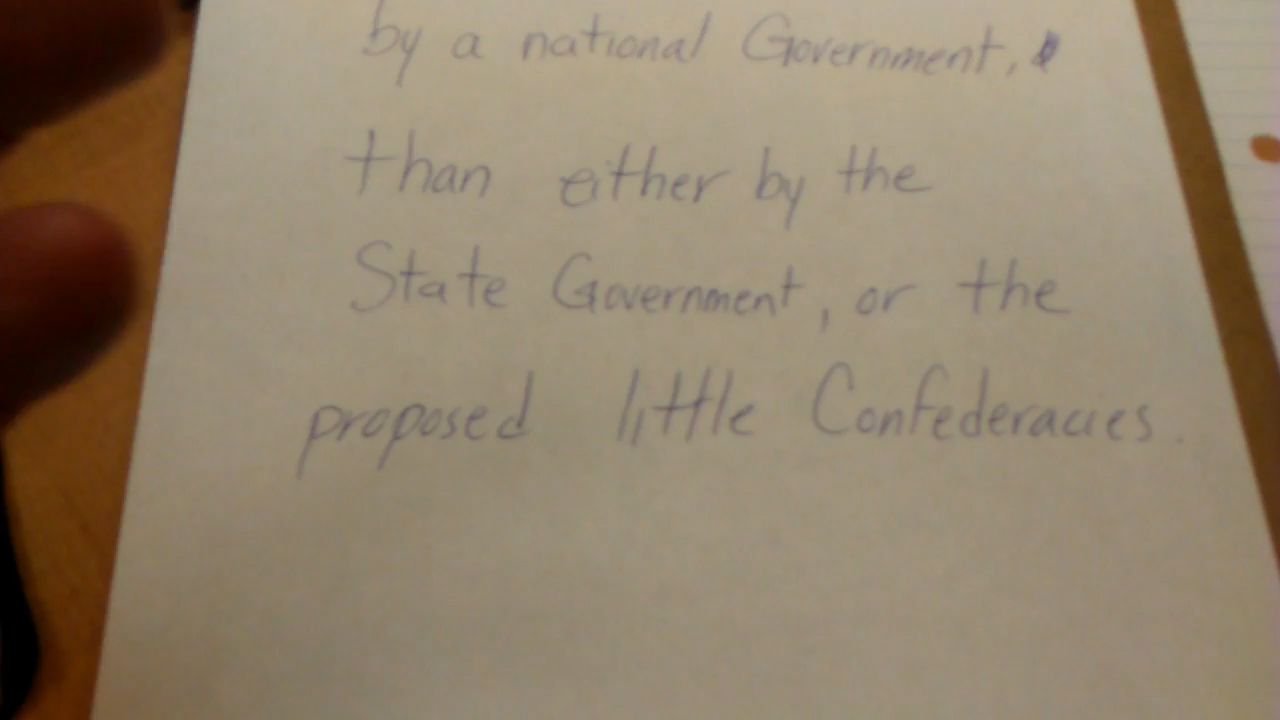 by a national Government,
than either by the
State Government, or the
proposed little Confederacies.